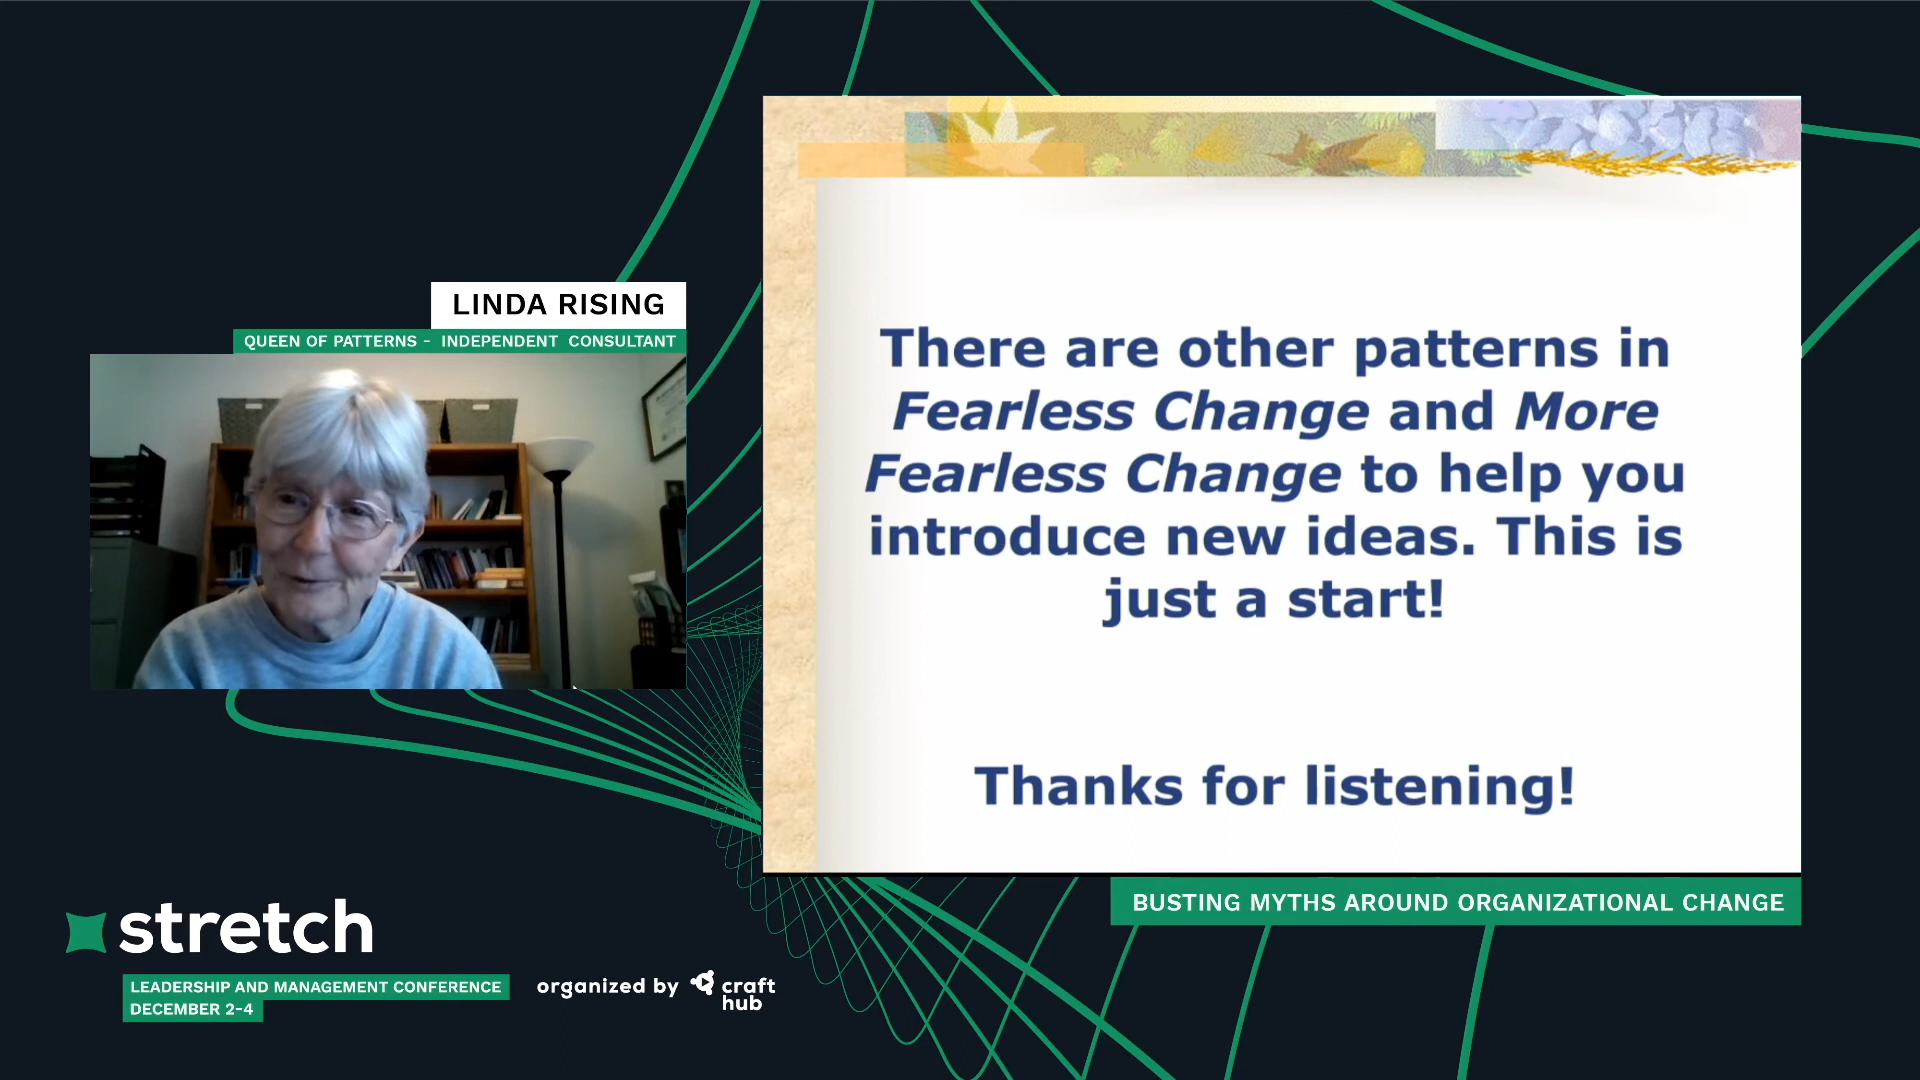 LINDA RISING
QUEEN OF PATTERNS - INDEPENDENT CONSULTANT
There are other patterns in
Fearless Change and More
Fearless Change to help you
introduce new ideas. This is
just a start!
Thanks for listening!
BUSTING MYTHS AROUND ORGANIZATIONAL CHANGE
stretch
LEADERSHIP AND MANAGEMENT CONFERENCE
DECEMBER 2-4
organized by craft
hub